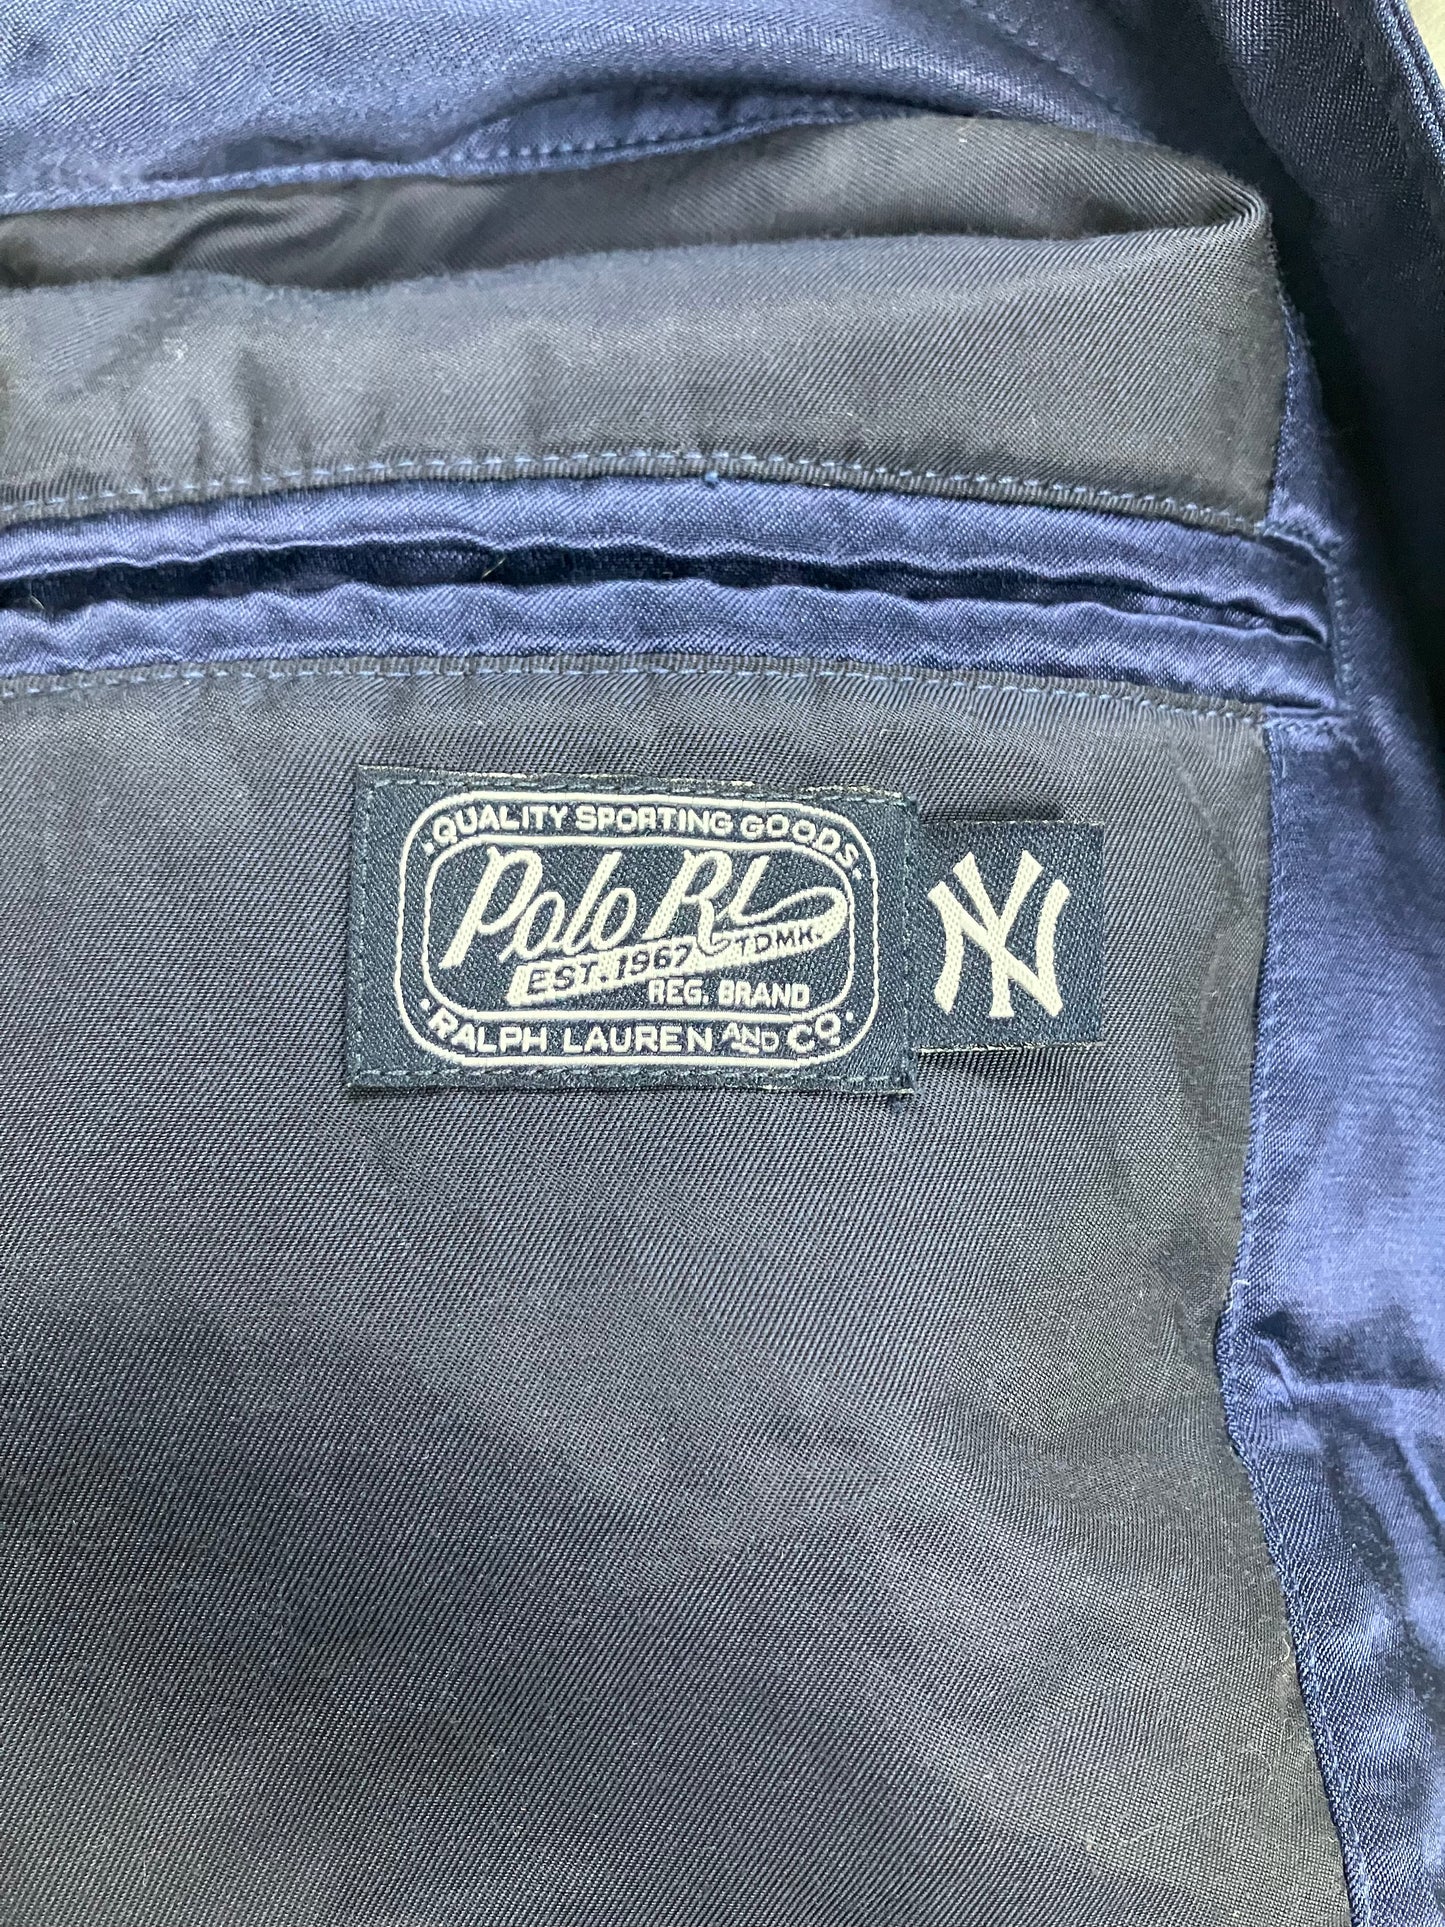 ·QUALITY SPORTING GOODS·
Polo RL
TDMK.
EST. 1967
REG. BRAND
·RALPH LAUREN AND CO.·
NY